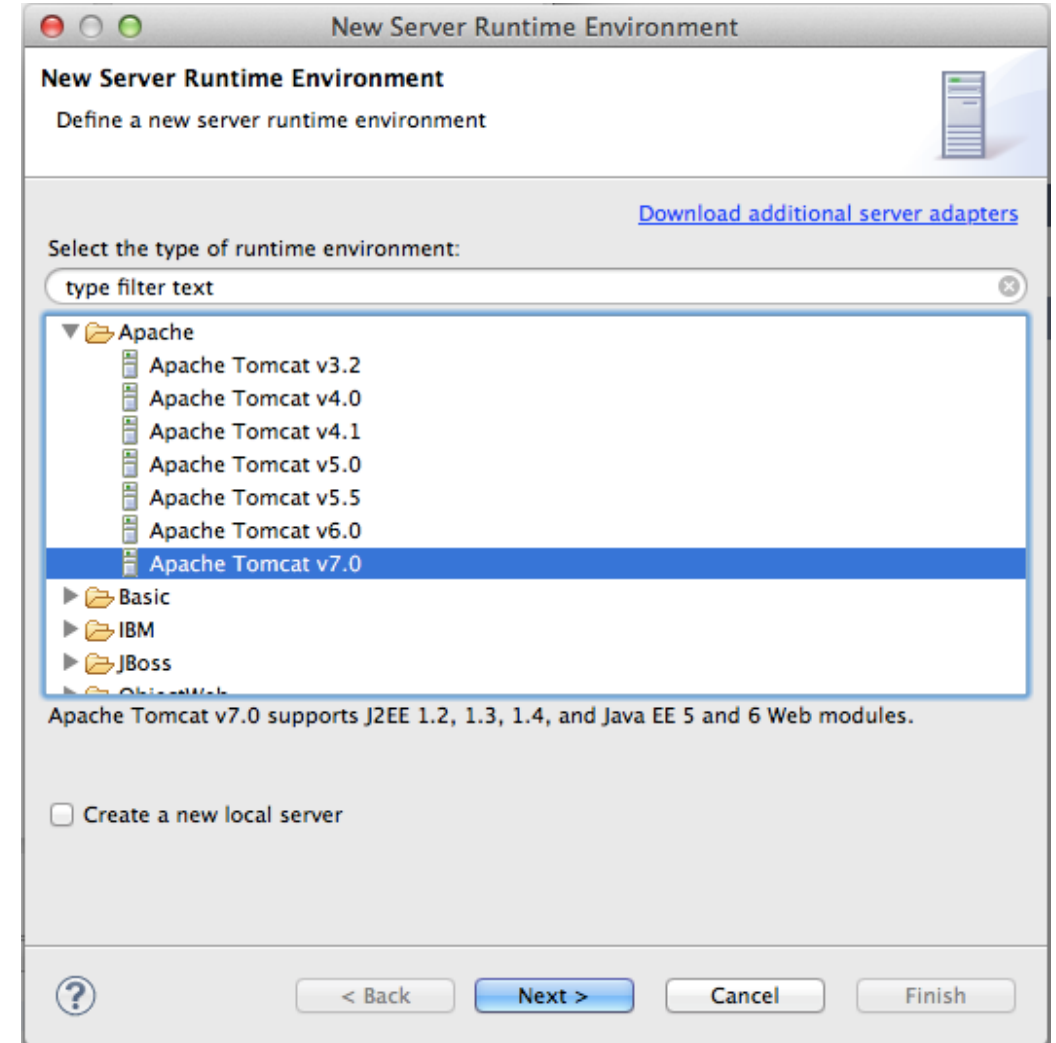 New Server Runtime Environment
New Server Runtime Environment
Define a new server runtime environment
Download additional server adapters
Select the type of runtime environment:
type filter text
Apache
Apache Tomcat v3.2
Apache Tomcat v4.0
Apache Tomcat v4.1
Apache Tomcat v5.0
Apache Tomcat v5.5
Apache Tomcat v6.0
Apache Tomcat v7.0
Basic
IBM
JBoss
ObjectWeb
Apache Tomcat v7.0 supports J2EE 1.2, 1.3, 1.4, and Java EE 5 and 6 Web modules.
Create a new local server
? < Back Next > Cancel Finish